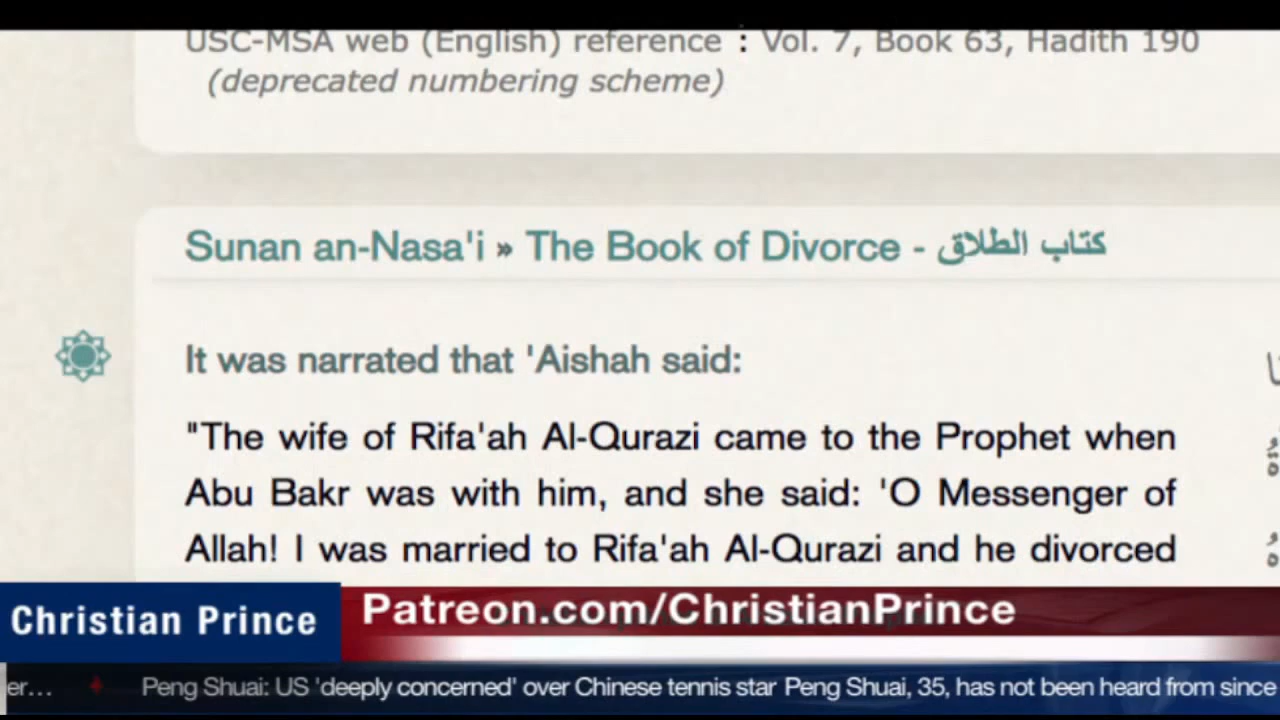 USC-MSA web (English) reference : Vol. 7, Book 63, Hadith 190
(deprecated numbering scheme)
Sunan an-Nasa'i » The Book of Divorce - كتاب الطلاق
It was narrated that 'Aishah said:
"The wife of Rifa'ah Al-Qurazi came to the Prophet when
Abu Bakr was with him, and she said: 'O Messenger of
Allah! I was married to Rifa'ah Al-Qurazi and he divorced
Christian Prince
Patreon.com/ChristianPrince
er... Peng Shuai: US 'deeply concerned' over Chinese tennis star Peng Shuai, 35, has not been heard from since